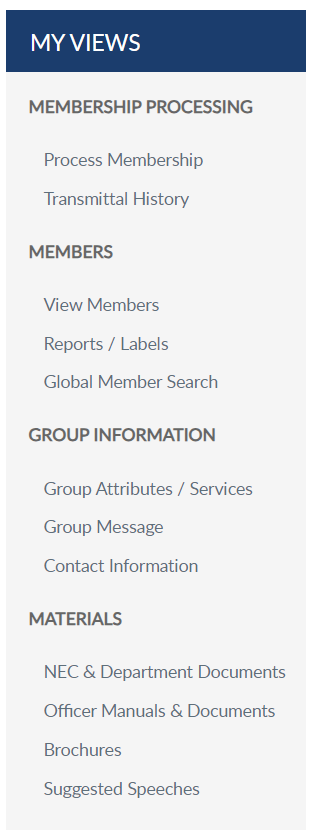 MY VIEWS
MEMBERSHIP PROCESSING
Process Membership
Transmittal History
MEMBERS
View Members
Reports / Labels
Global Member Search
GROUP INFORMATION
Group Attributes / Services
Group Message
Contact Information
MATERIALS
NEC & Department Documents
Officer Manuals & Documents
Brochures
Suggested Speeches